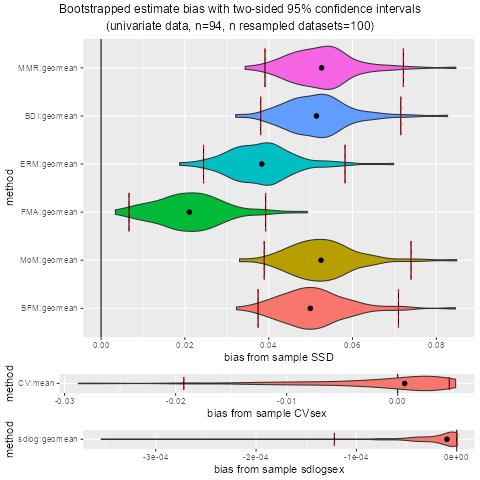 Bootstrapped estimate bias with two-sided 95% confidence intervals
(univariate data, n=94, n resampled datasets=100)
MMR:geomean
BDI:geomean
ERM:geomean
FMA:geomean
MoM:geomean
BFM:geomean
method
0.00
0.02
0.04
0.06
0.08
bias from sample SSD
method
CV:mean
-0.03
-0.02
-0.01
0.00
bias from sample CVsex
method
sdlog:geomean
-3e-04
-2e-04
-1e-04
0e+00
bias from sample sdlogsex